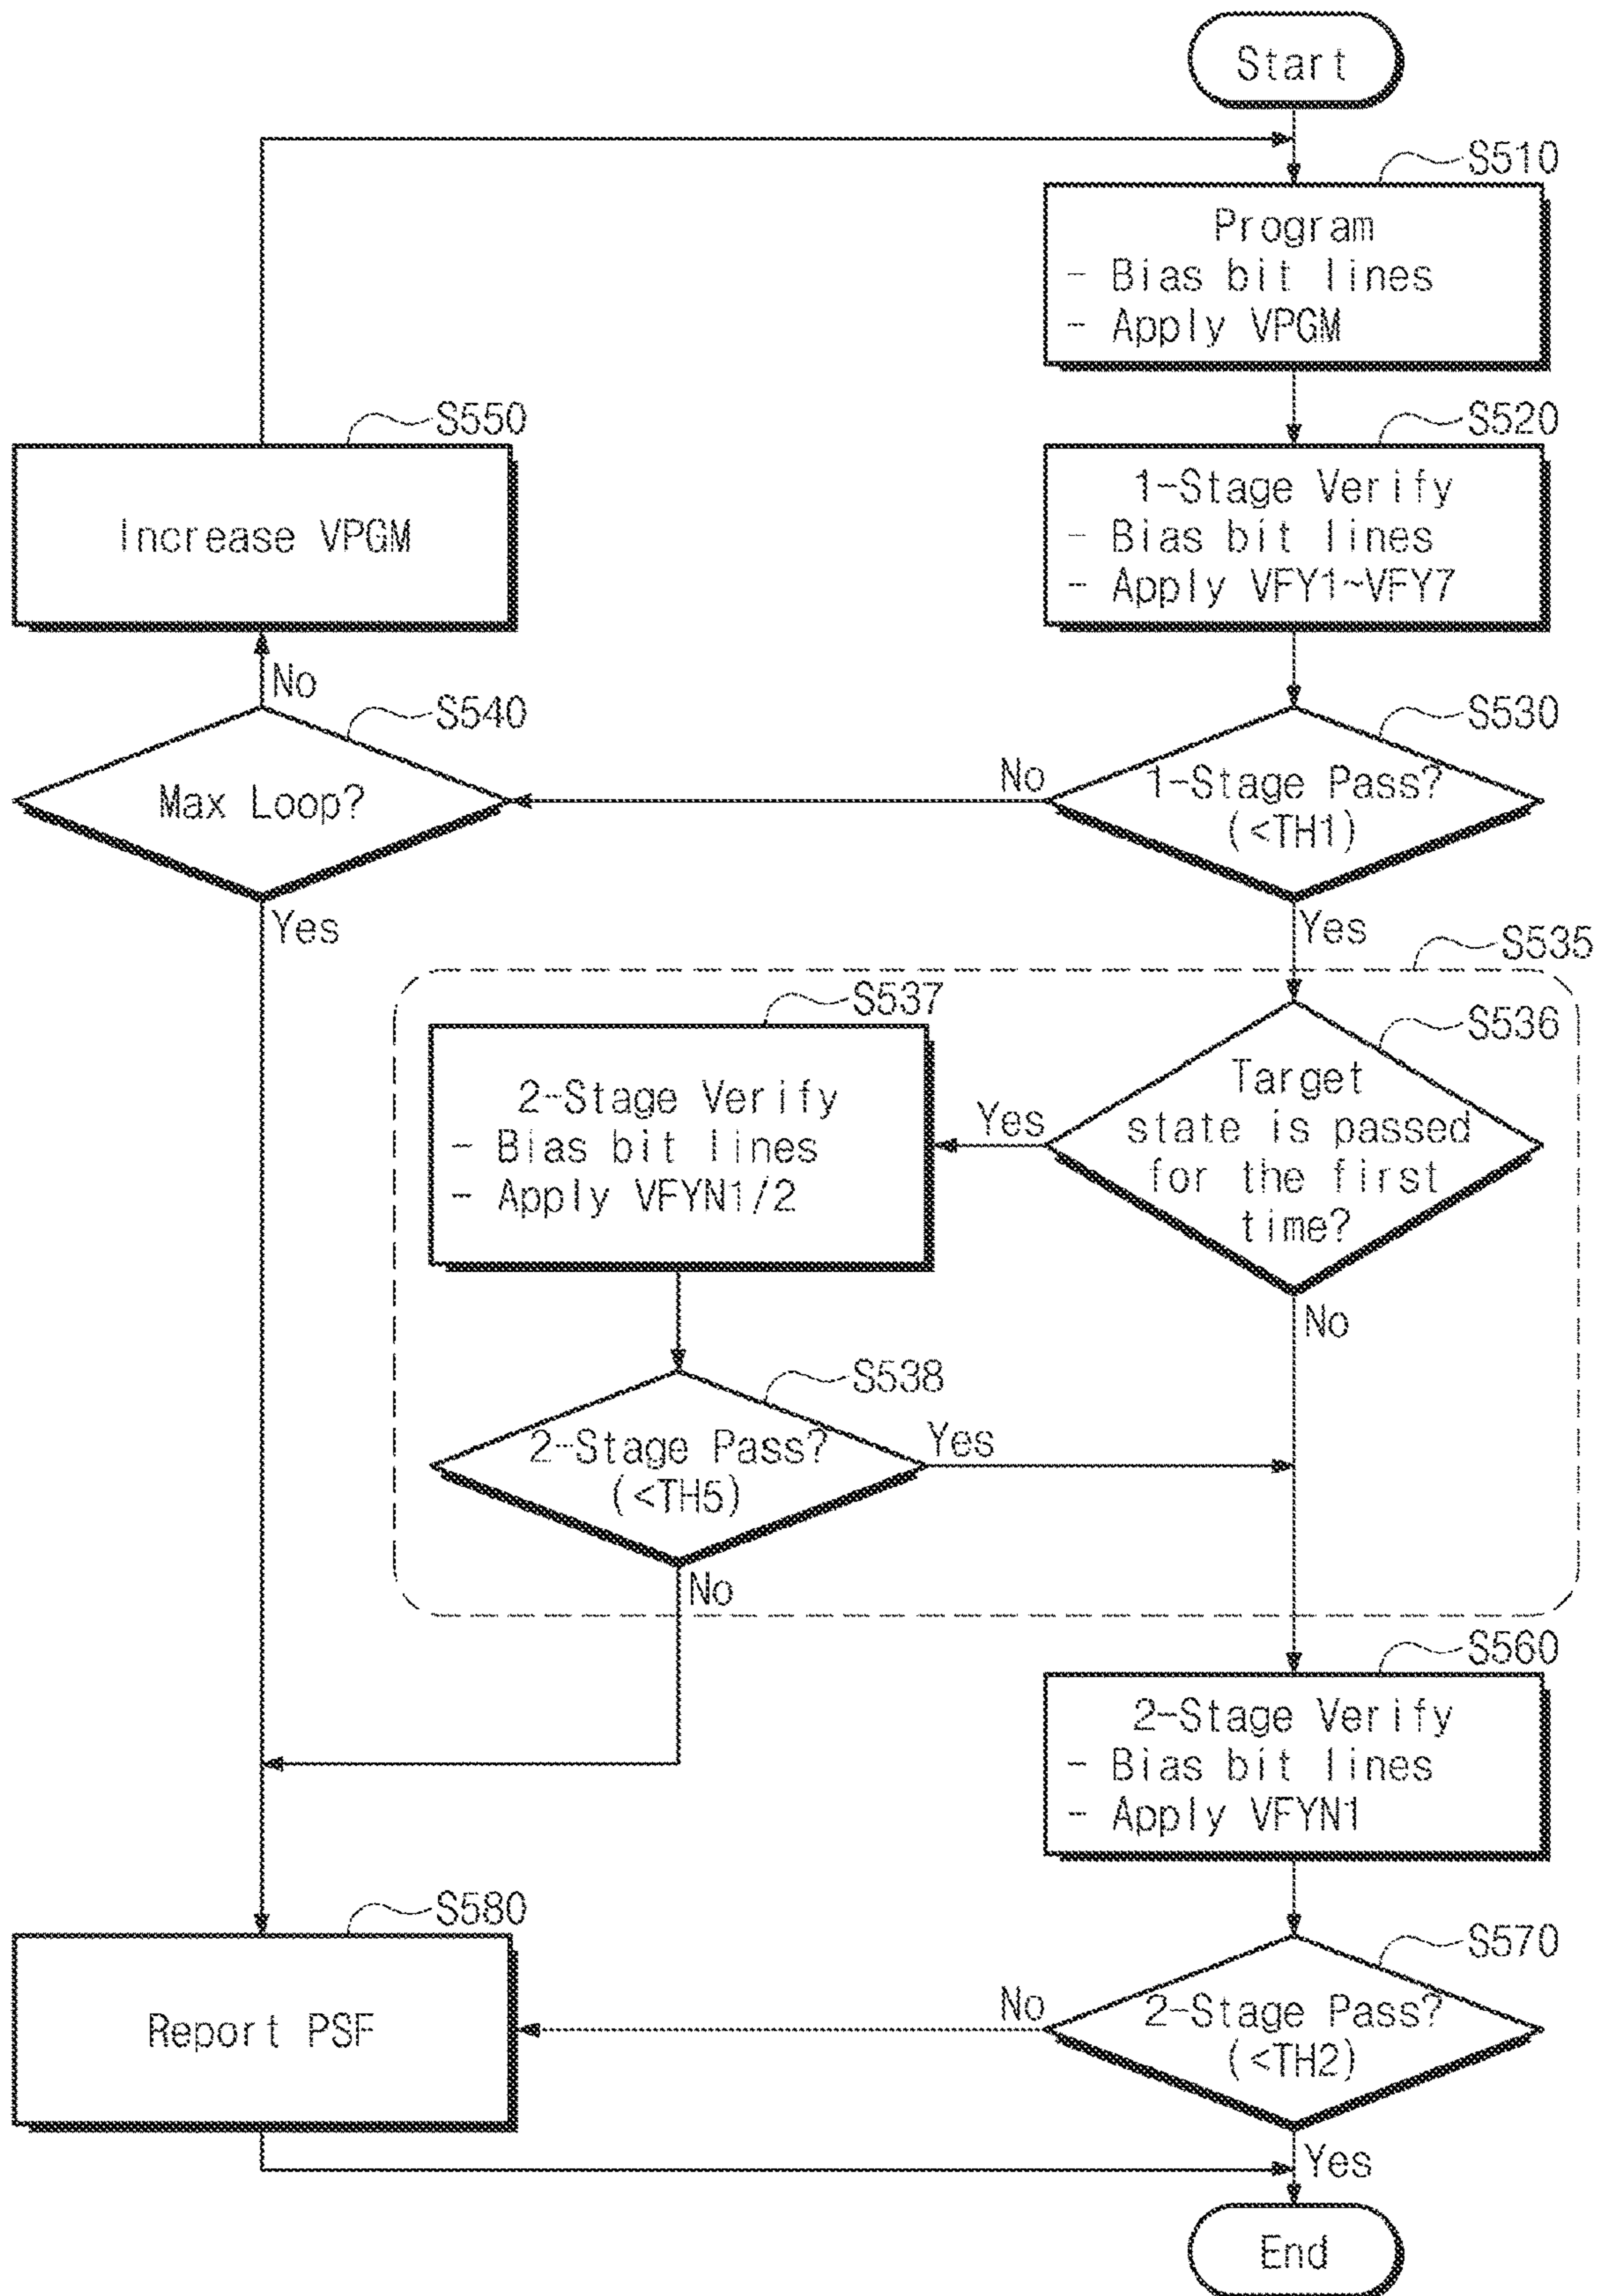 Start
S510
Program
- Bias bit lines
- Apply VPGM
S550
Increase VPGM
S520
1-Stage Verify
- Bias bit lines
- Apply VFY1~VFY7
No
S540
Max Loop?
Yes
S530
No
1-Stage Pass?
(<TH1)
Yes
S535
S537
2-Stage Verify
- Bias bit lines
- Apply VFYN1/2
S536
Target
state is passed
for the first
time?
Yes
No
S538
2-Stage Pass?
(<TH5)
Yes
No
S560
2-Stage Verify
- Bias bit lines
- Apply VFYN1
S580
Report PSF
S570
No
2-Stage Pass?
(<TH2)
Yes
End